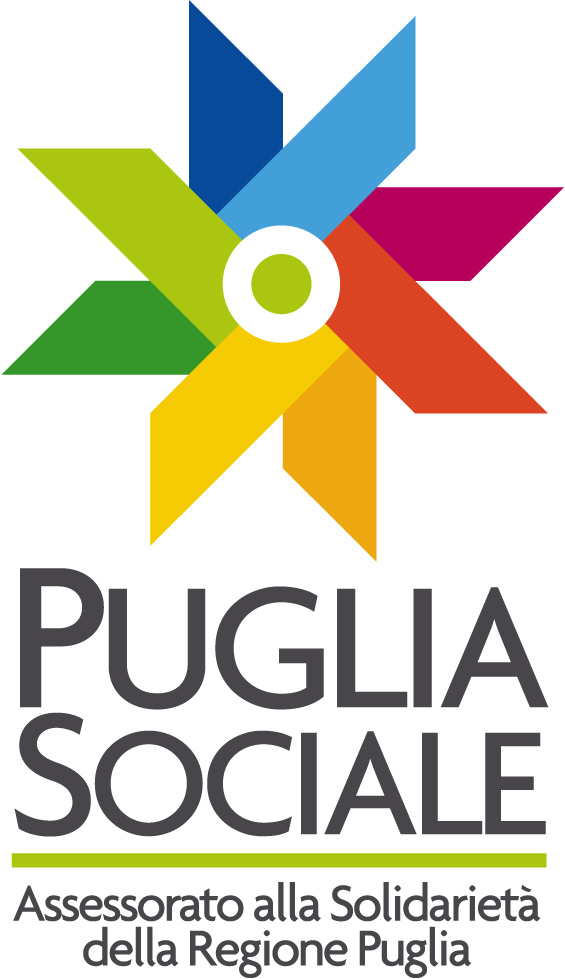 PUGLIA
SOCIALE
Assessorato alla Solidarietà
della Regione Puglia